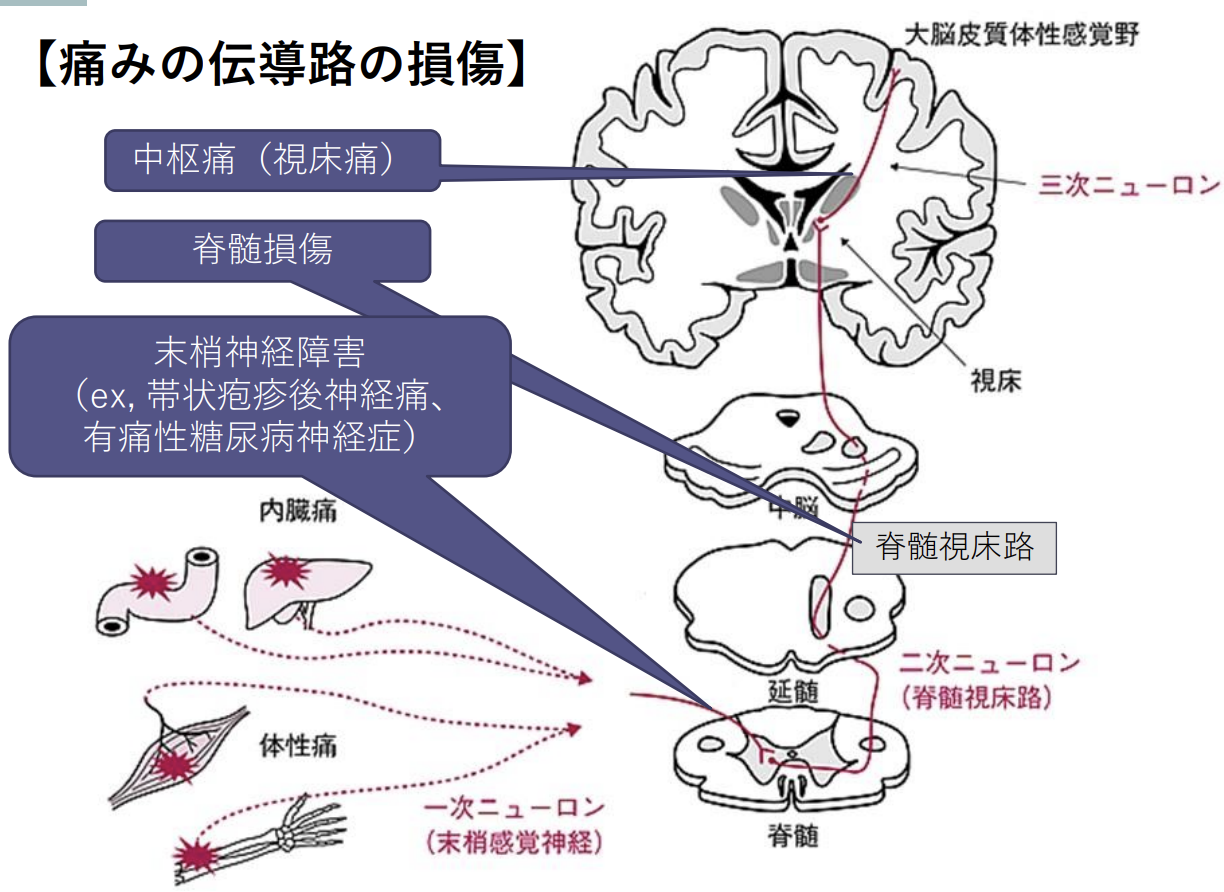 【痛みの伝導路の損傷】
大脳皮質体性感覚野
中枢痛（視床痛）
三次ニューロン
脊髄損傷
末梢神経障害
（ex, 帯状疱疹後神経痛、
有痛性糖尿病神経症）
視床
中脳
内臓痛
脊髄視床路
二次ニューロン
(脊髄視床路)
延髄
体性痛
一次ニューロン
(末梢感覚神経)
脊髄